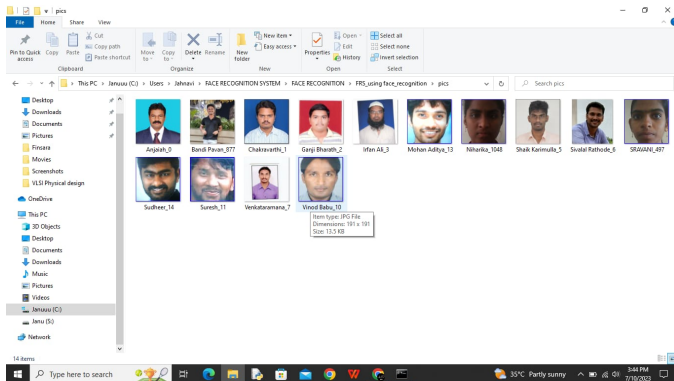 pics
File Home Share View
Pin to Quick access
Copy
Paste
Cut
Copy path
Paste shortcut
Move to
Copy to
Delete
Rename
New folder
New item
Easy access
Properties
Open
Edit
History
Select all
Select none
Invert selection
Clipboard Organize New Open Select
This PC › Januuu (C:) › Users › Jahnavi › FACE RECOGNITION SYSTEM › FACE RECOGNITION › FRS_using face_recognition › pics
Search pics
Desktop
Downloads
Documents
Pictures
Finsara
Movies
Screenshots
VLSI Physical design
OneDrive
This PC
3D Objects
Desktop
Documents
Downloads
Music
Pictures
Videos
Januuu (C:)
Janu (S:)
Network
Anjaiah_0 Bandi Pavan_877 Chakravarthi_1 Ganji Bharath_2 Irfan Ali_3 Mohan Aditya_13 Niharika_1048 Shaik Karimulla_5 Sivalal Rathode_6 SRAVANI_497
Sudheer_14 Suresh_11 Venkataramana_7 Vinod Babu_10
Item type: JPG File
Dimensions: 191 x 191
Size: 13.5 KB
14 items
Type here to search
35°C Partly sunny
3:44 PM
7/10/2023